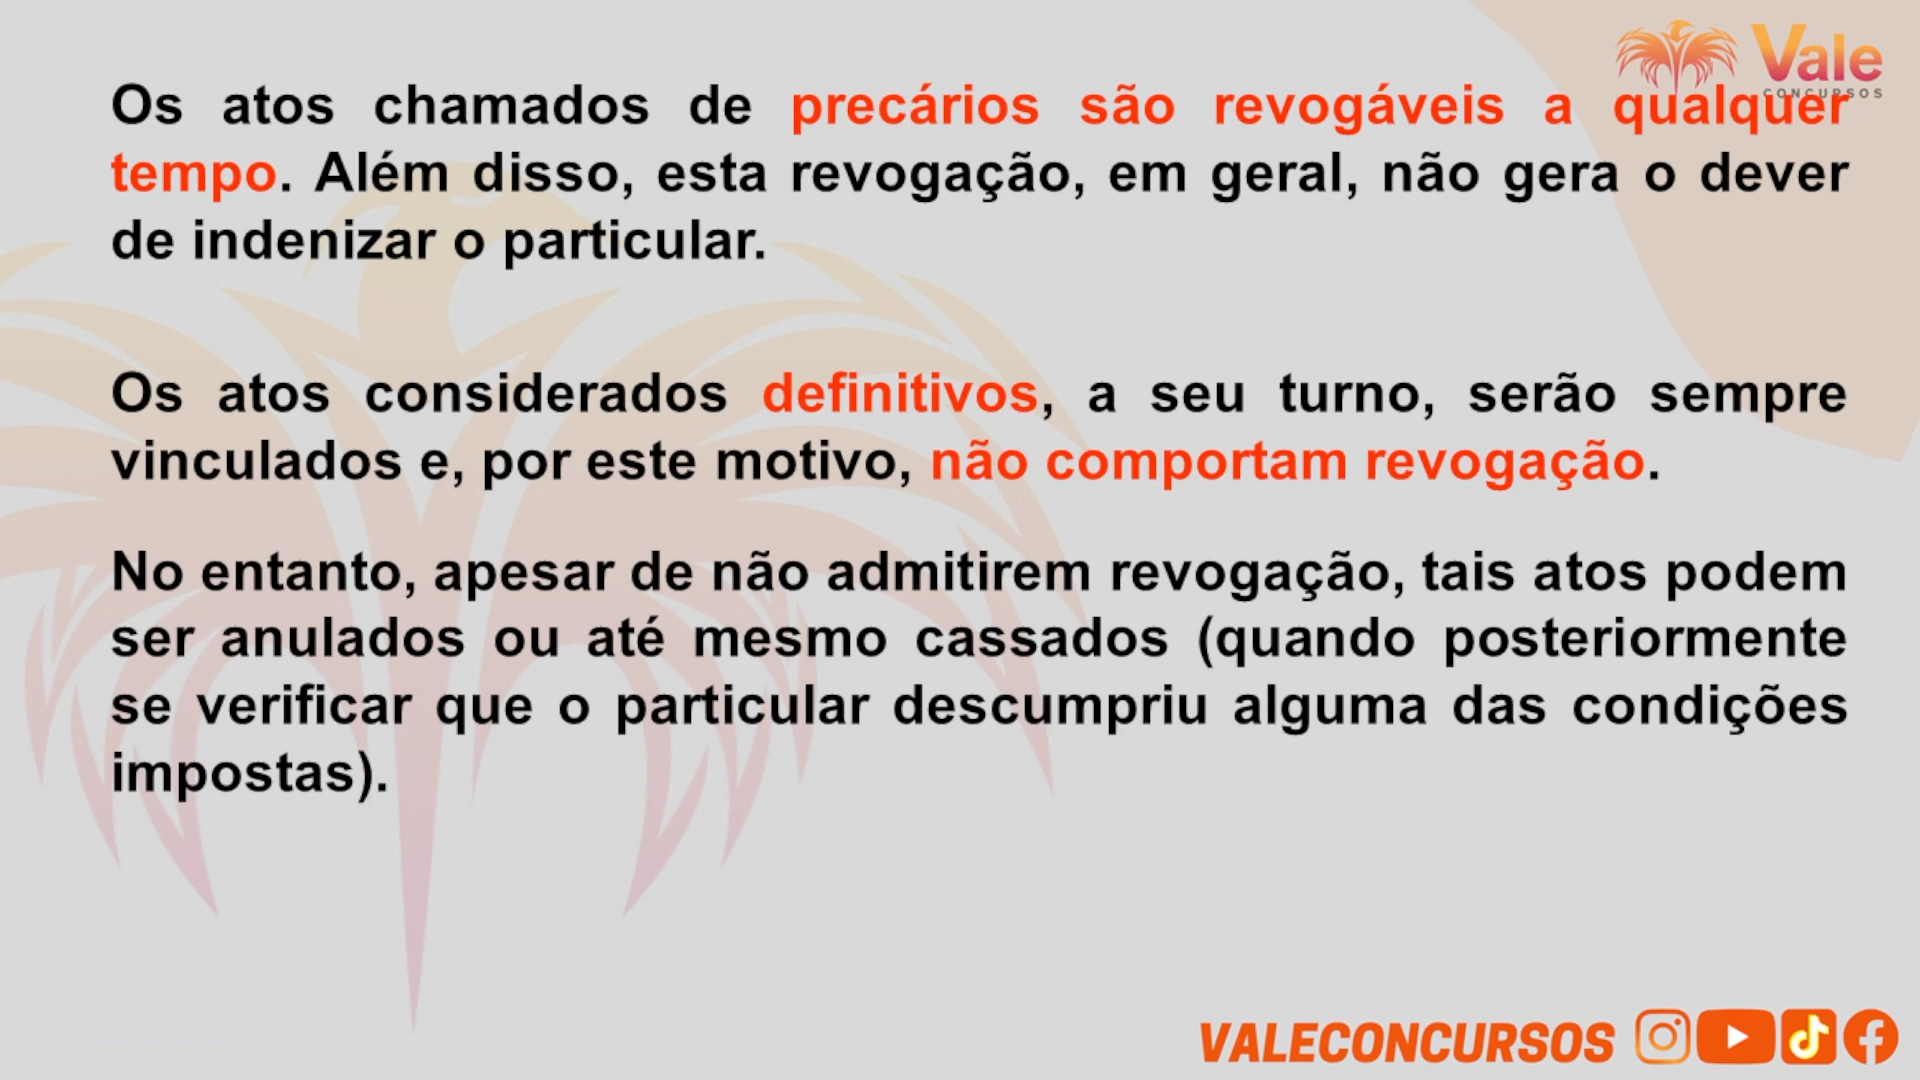 Vale
CONCURSOS
Os atos chamados de precários são revogáveis a qualquer
tempo. Além disso, esta revogação, em geral, não gera o dever
de indenizar o particular.
Os atos considerados definitivos, a seu turno, serão sempre
vinculados e, por este motivo, não comportam revogação.
No entanto, apesar de não admitirem revogação, tais atos podem
ser anulados ou até mesmo cassados (quando posteriormente
se verificar que o particular descumpriu alguma das condições
impostas).
VALECONCURSOS